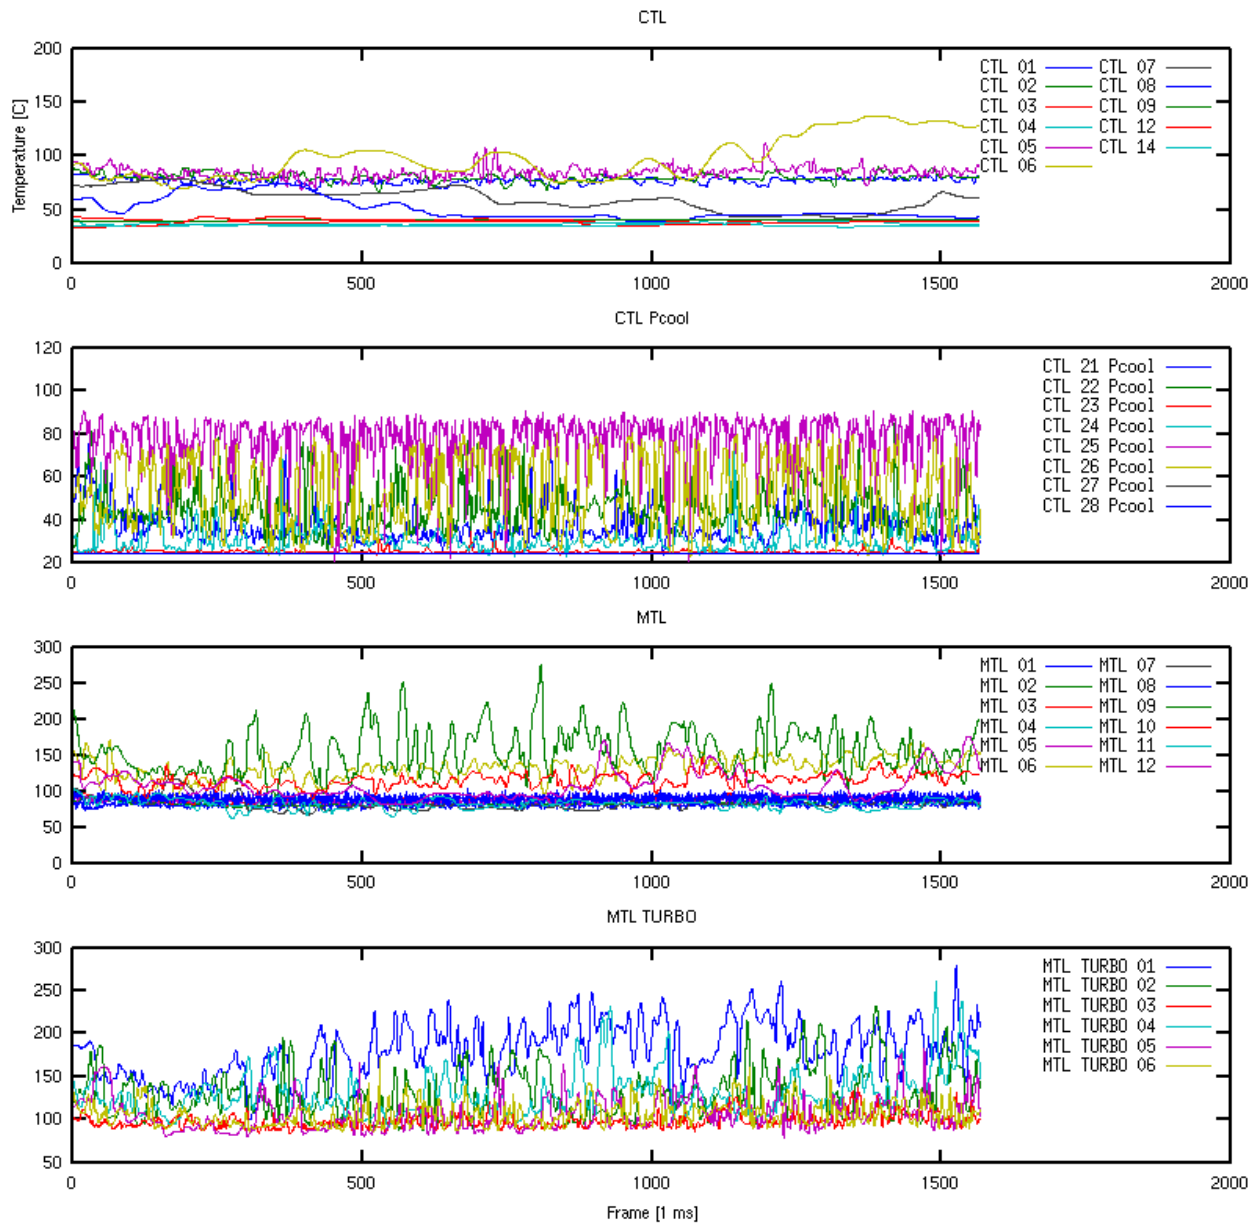 CTL
200
150
100
50
0
Temperature [C]
CTL 01 CTL 07
CTL 02 CTL 08
CTL 03 CTL 09
CTL 04 CTL 12
CTL 05 CTL 14
CTL 06
0 500 1000 1500 2000
CTL Pcool
120
100
80
60
40
20
CTL 21 Pcool
CTL 22 Pcool
CTL 23 Pcool
CTL 24 Pcool
CTL 25 Pcool
CTL 26 Pcool
CTL 27 Pcool
CTL 28 Pcool
0 500 1000 1500 2000
MTL
300
250
200
150
100
50
0
MTL 01 MTL 07
MTL 02 MTL 08
MTL 03 MTL 09
MTL 04 MTL 10
MTL 05 MTL 11
MTL 06 MTL 12
0 500 1000 1500 2000
MTL TURBO
300
250
200
150
100
50
MTL TURBO 01
MTL TURBO 02
MTL TURBO 03
MTL TURBO 04
MTL TURBO 05
MTL TURBO 06
0 500 1000 1500 2000
Frame [1 ms]